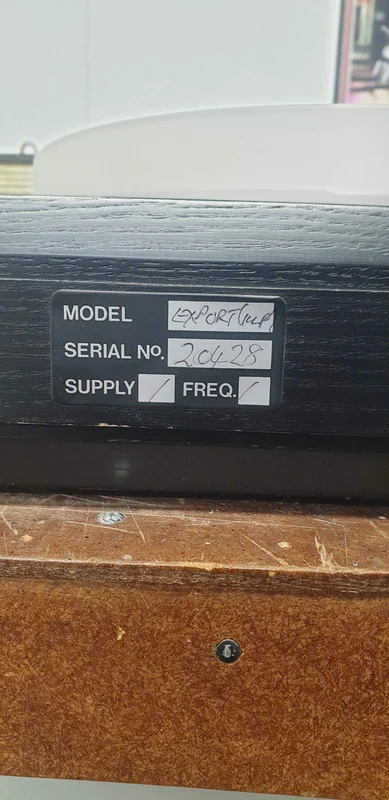 MODEL EXPORT
SERIAL No. 20428
SUPPLY / FREQ. /